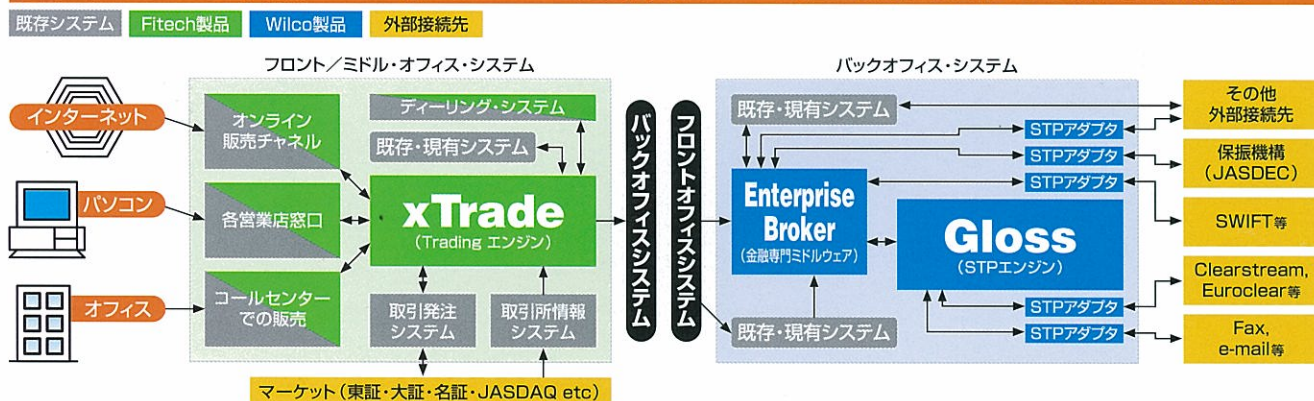 既存システム
Fitech製品
Wilco製品
外部接続先
フロント／ミドル・オフィス・システム
インターネット
パソコン
オフィス
オンライン
販売チャネル
各営業店窓口
コールセンター
での販売
ディーリング・システム
既存・現有システム
xTrade
(Trading エンジン)
取引発注
システム
取引所情報
システム
マーケット(東証・大証・名証・JASDAQ etc)
バックオフィスシステム
フロントオフィスシステム
バックオフィス・システム
既存・現有システム
Enterprise
Broker
(金融専門ミドルウェア)
既存・現有システム
Gloss
(STPエンジン)
STPアダプタ
STPアダプタ
STPアダプタ
STPアダプタ
STPアダプタ
その他
外部接続先
保振機構
(JASDEC)
SWIFT等
Clearstream,
Euroclear等
Fax,
e-mail等